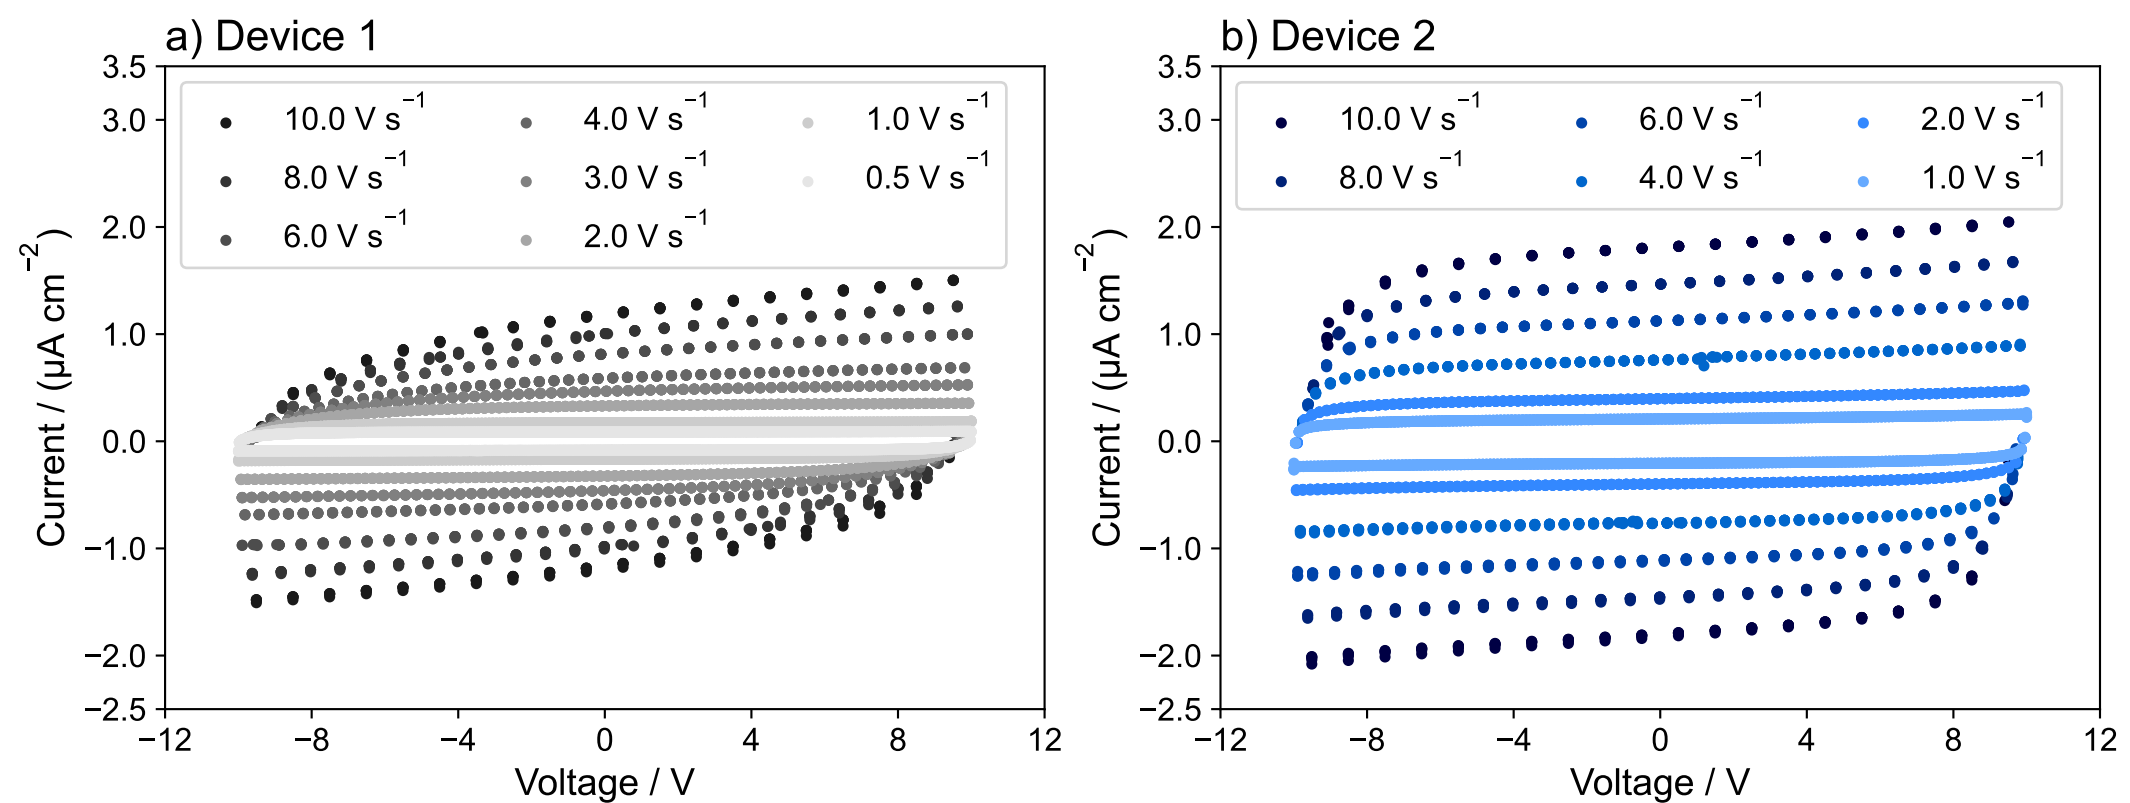 a) Device 1
3.5
3.0
2.0
1.0
0.0
−1.0
−2.0
−2.5
Current / (µA cm⁻²)
10.0 V s⁻¹
8.0 V s⁻¹
6.0 V s⁻¹
4.0 V s⁻¹
3.0 V s⁻¹
2.0 V s⁻¹
1.0 V s⁻¹
0.5 V s⁻¹
−12 −8 −4 0 4 8 12
Voltage / V
b) Device 2
3.5
3.0
2.0
1.0
0.0
−1.0
−2.0
−2.5
Current / (µA cm⁻²)
10.0 V s⁻¹
8.0 V s⁻¹
6.0 V s⁻¹
4.0 V s⁻¹
2.0 V s⁻¹
1.0 V s⁻¹
−12 −8 −4 0 4 8 12
Voltage / V